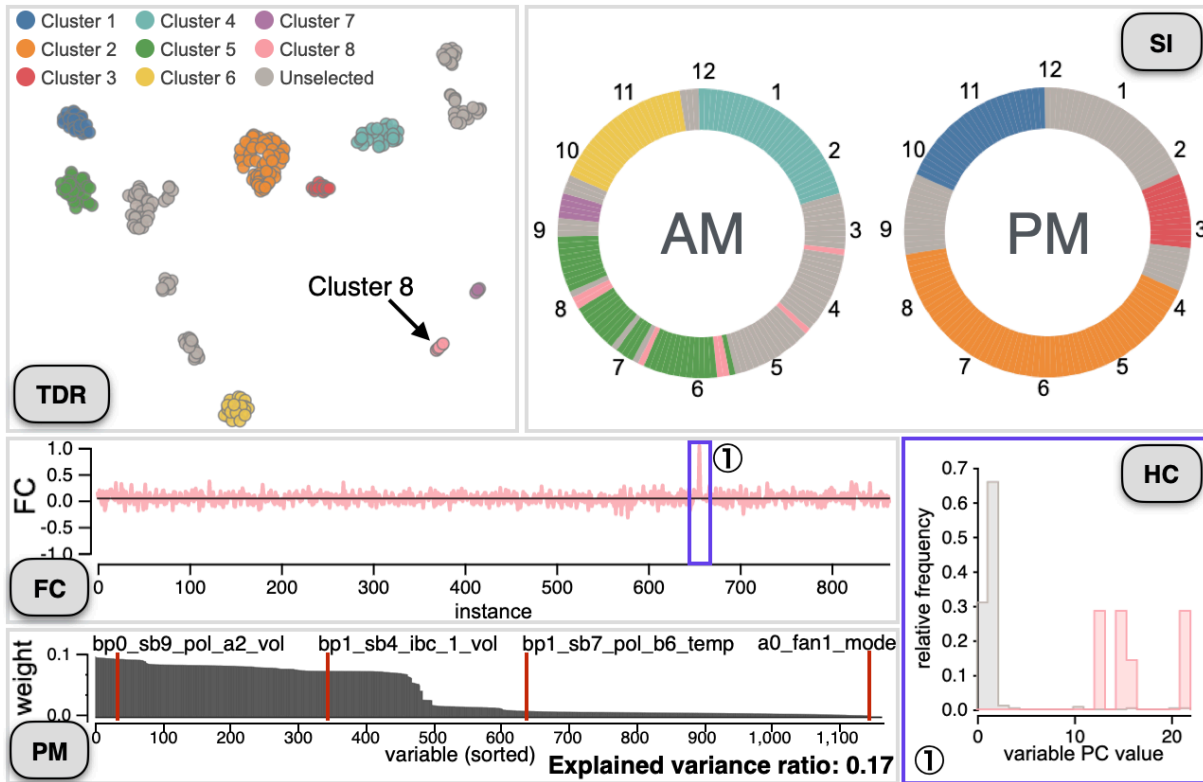 Cluster 1
Cluster 4
Cluster 7
Cluster 2
Cluster 5
Cluster 8
Cluster 3
Cluster 6
Unselected
Cluster 8
TDR
SI
12
1
2
3
4
5
6
7
8
9
10
11
AM
12
1
2
3
4
5
6
7
8
9
10
11
PM
1.0
0.5
0.0
-0.5
-1.0
FC
①
0 100 200 300 400 500 600 700 800
instance
FC
bp0_sb9_pol_a2_vol bp1_sb4_ibc_1_vol bp1_sb7_pol_b6_temp a0_fan1_mode
0.1
0.0
weight
0 100 200 300 400 500 600 700 800 900 1,000 1,100
variable (sorted)
Explained variance ratio: 0.17
PM
HC
0.7
0.6
0.5
0.4
0.3
0.2
0.1
0.0
relative frequency
0 10 20
variable PC value
①